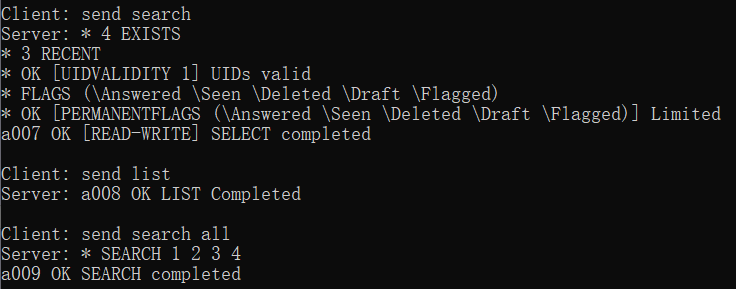 Client: send search
Server: * 4 EXISTS
* 3 RECENT
* OK [UIDVALIDITY 1] UIDs valid
* FLAGS (\Answered \Seen \Deleted \Draft \Flagged)
* OK [PERMANENTFLAGS (\Answered \Seen \Deleted \Draft \Flagged)] Limited
a007 OK [READ-WRITE] SELECT completed
Client: send list
Server: a008 OK LIST Completed
Client: send search all
Server: * SEARCH 1 2 3 4
a009 OK SEARCH completed